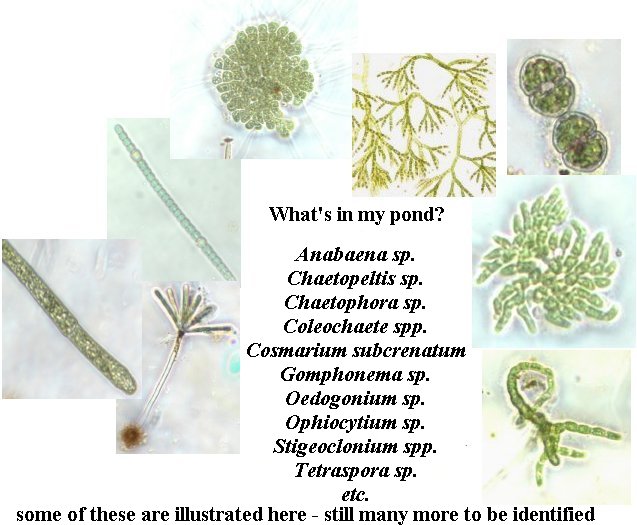 What's in my pond?
Anabaena sp.
Chaetopeltis sp.
Chaetophora sp.
Coleochaete spp.
Cosmarium subcrenatum
Gomphonema sp.
Oedogonium sp.
Ophiocytium sp.
Stigeoclonium spp.
Tetraspora sp.
etc.
some of these are illustrated here - still many more to be identified